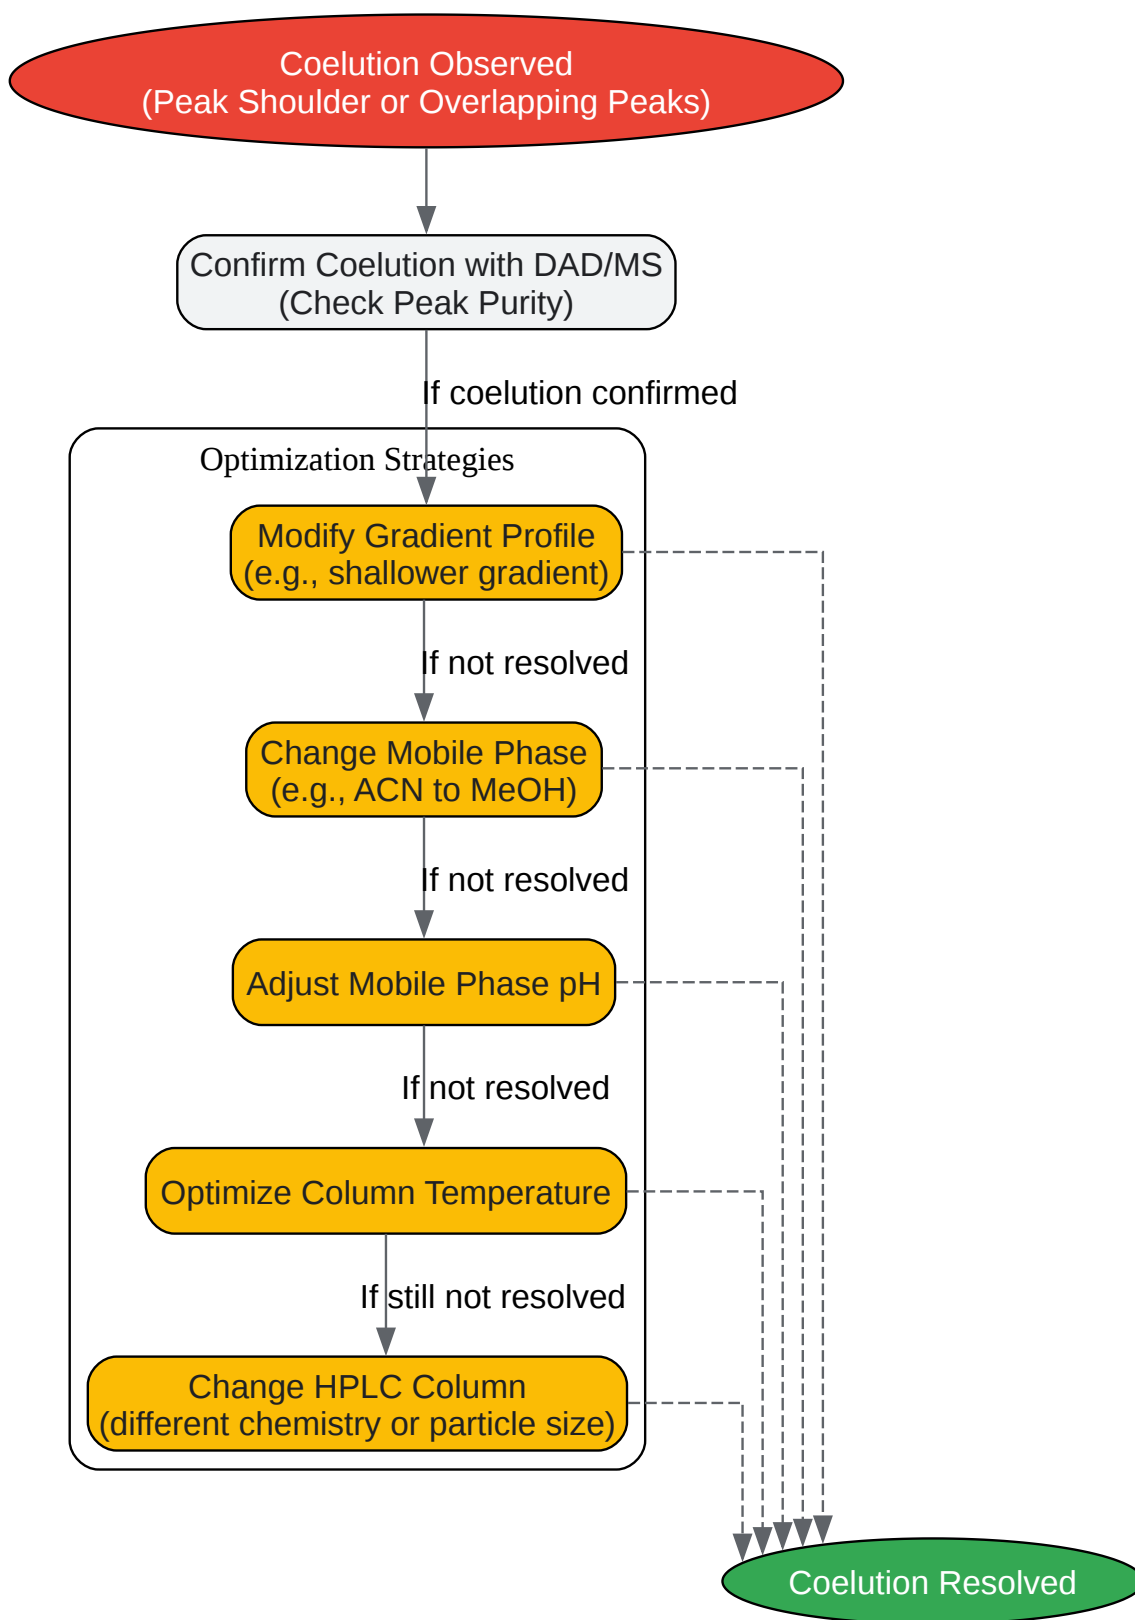 Coelution Observed
(Peak Shoulder or Overlapping Peaks)
Confirm Coelution with DAD/MS
(Check Peak Purity)
If coelution confirmed
Optimization Strategies
Modify Gradient Profile
(e.g., shallower gradient)
If not resolved
Change Mobile Phase
(e.g., ACN to MeOH)
If not resolved
Adjust Mobile Phase pH
If not resolved
Optimize Column Temperature
If still not resolved
Change HPLC Column
(different chemistry or particle size)
Coelution Resolved